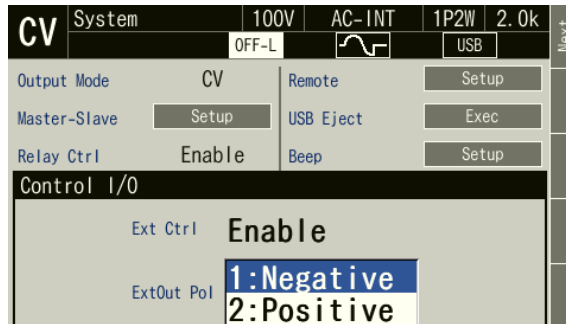 CV System 100V AC-INT 1P2W 2.0k
OFF-L USB
Next
Output Mode CV Remote Setup
Master-Slave Setup USB Eject Exec
Relay Ctrl Enable Beep Setup
Control I/O
Ext Ctrl Enable
ExtOut Pol 1:Negative
2:Positive